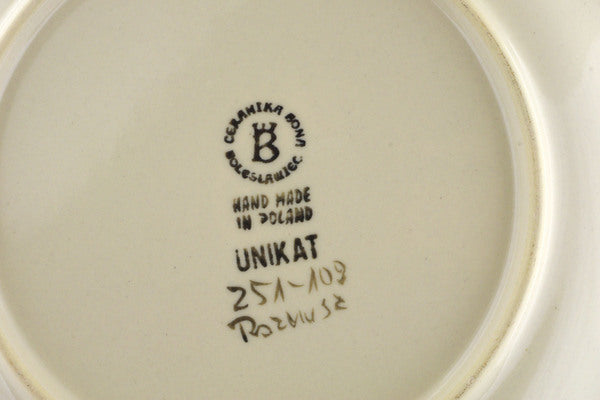 CERAMIKA BONA
B
BOLESŁAWIEC
HAND MADE
IN POLAND
UNIKAT
251-109